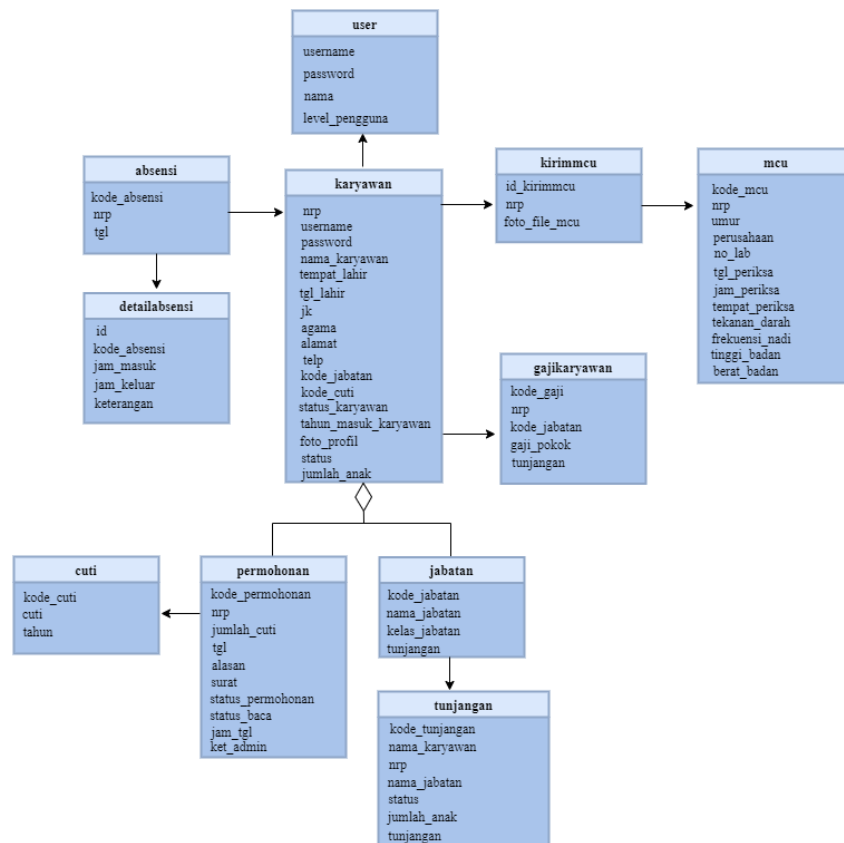 user
username
password
nama
level_pengguna
absensi
kode_absensi
nrp
tgl
karyawan
nrp
username
password
nama_karyawan
tempat_lahir
tgl_lahir
jk
agama
alamat
telp
kode_jabatan
kode_cuti
status_karyawan
tahun_masuk_karyawan
foto_profil
status
jumlah_anak
kirimmcu
id_kirimmcu
nrp
foto_file_mcu
mcu
kode_mcu
nrp
umur
perusahaan
no_lab
tgl_periksa
jam_periksa
tempat_periksa
tekanan_darah
frekuensi_nadi
tinggi_badan
berat_badan
detailabsensi
id
kode_absensi
jam_masuk
jam_keluar
keterangan
gajikaryawan
kode_gaji
nrp
kode_jabatan
gaji_pokok
tunjangan
cuti
kode_cuti
cuti
tahun
permohonan
kode_permohonan
nrp
jumlah_cuti
tgl
alasan
surat
status_permohonan
status_baca
jam_tgl
ket_admin
jabatan
kode_jabatan
nama_jabatan
kelas_jabatan
tunjangan
tunjangan
kode_tunjangan
nama_karyawan
nrp
nama_jabatan
status
jumlah_anak
tunjangan